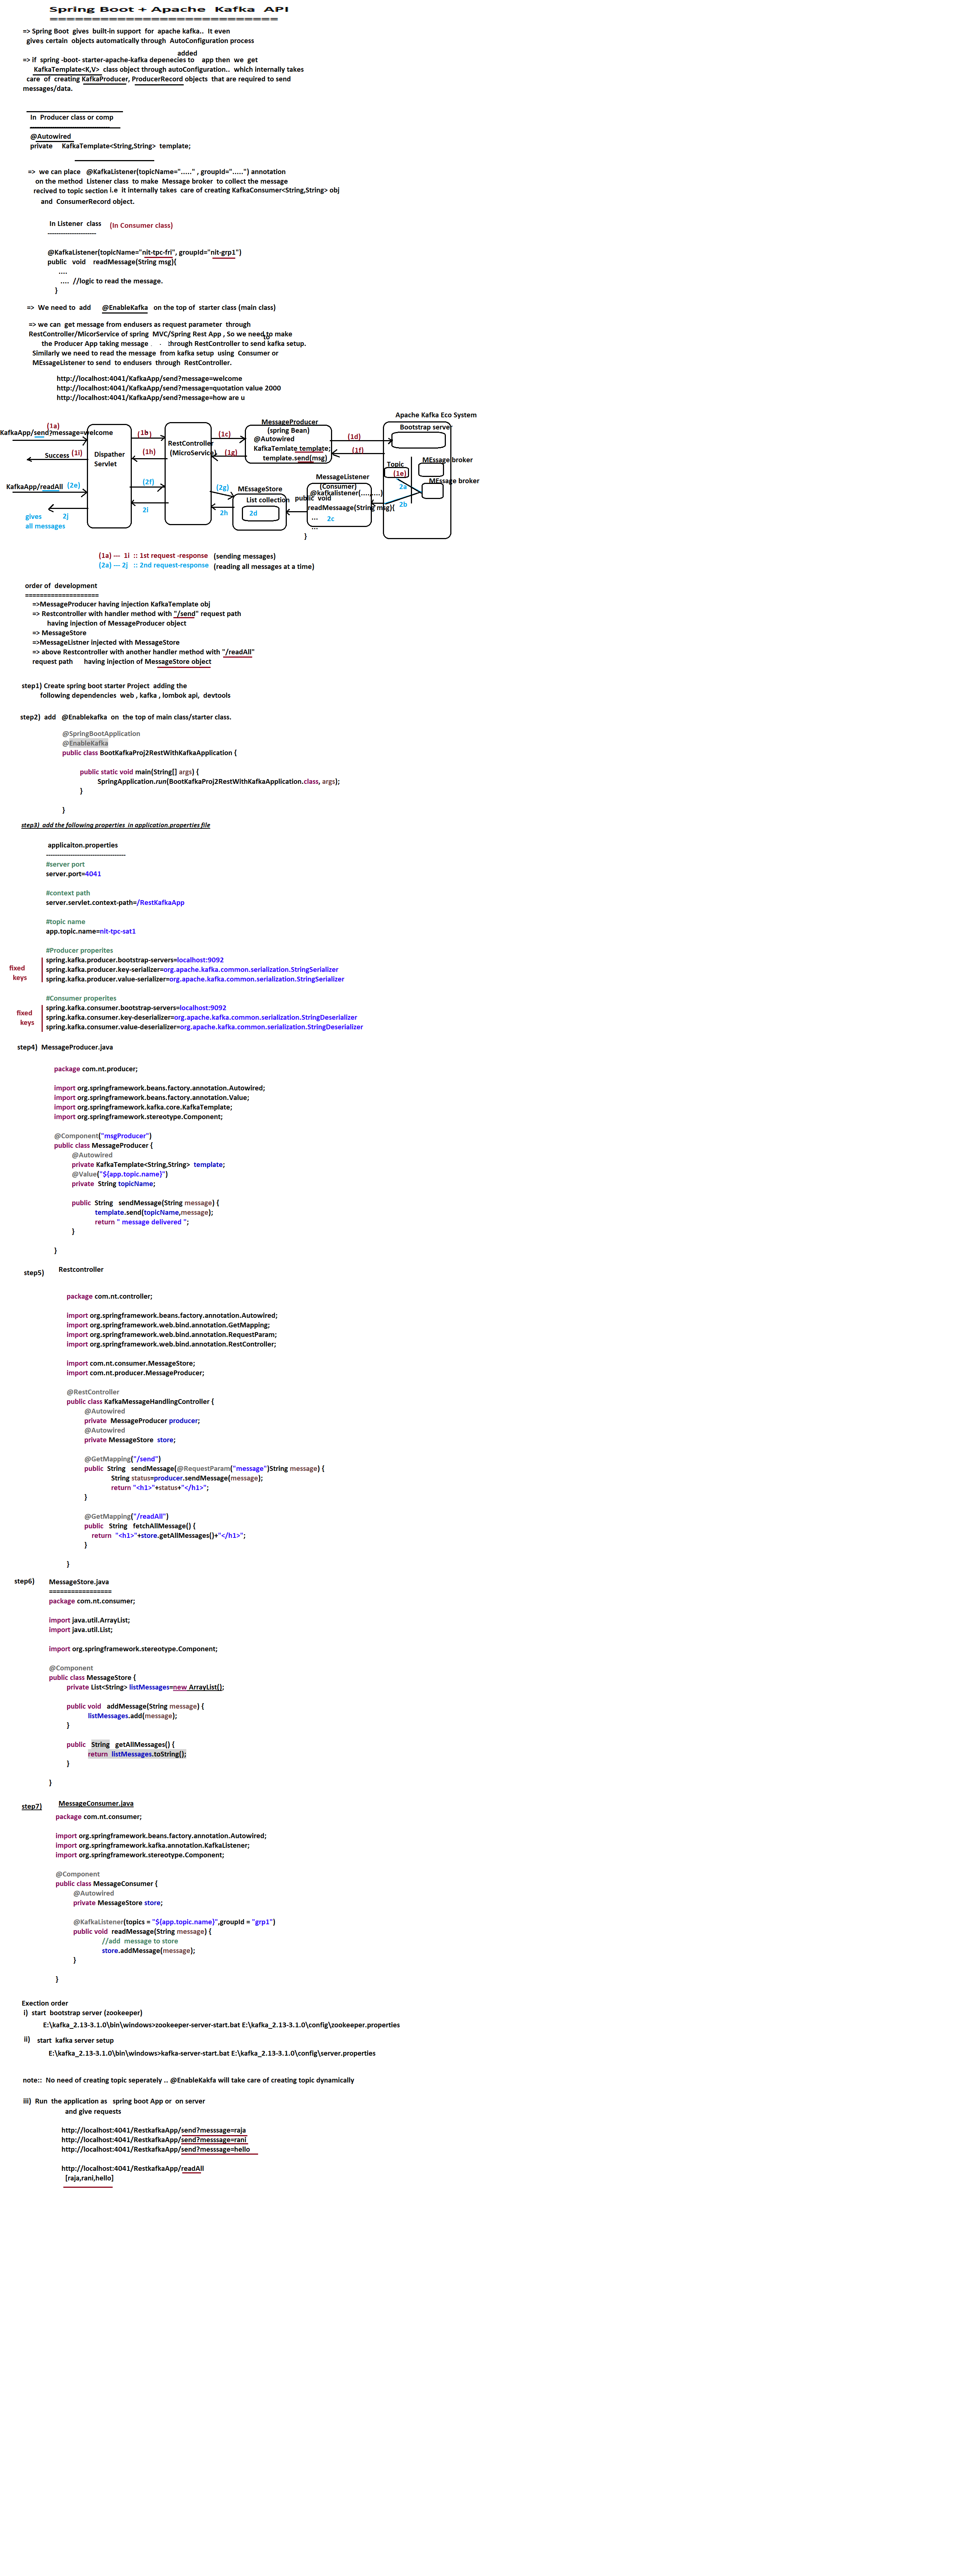 Spring Boot + Apache Kafka API
==============================
=> Spring Boot gives built-in support for apache kafka.. It even
gives certain objects automatically through AutoConfiguration process
added
=> if spring -boot- starter-apache-kafka depenecies to app then we get
KafkaTemplate<K,V> class object through autoConfiguration.. which internally takes
care of creating KafkaProducer, ProducerRecord objects that are required to send
messages/data.
In Producer class or comp
@Autowired
private KafkaTemplate<String,String> template;
=> we can place @KafkaListener(topicName="....." , groupId=".....") annotation
on the method Listener class to make Message broker to collect the message
recived to topic section i.e it internally takes care of creating KafkaConsumer<String,String> obj
and ConsumerRecord object.
In Listener class (In Consumer class)
----------------------
@KafkaListener(topicName="nit-tpc-fri", groupId="nit-grp1")
public void readMessage(String msg){
....
.... //logic to read the message.
}
=> We need to add @EnableKafka on the top of starter class (main class)
=> we can get message from endusers as request parameter through
RestController/MicorService of spring MVC/Spring Rest App , So we need to make
the Producer App taking message through RestController to send kafka setup.
to
Similarly we need to read the message from kafka setup using Consumer or
MEssageListener to send to endusers through RestController.
http://localhost:4041/KafkaApp/send?message=welcome
http://localhost:4041/KafkaApp/send?message=quotation value 2000
http://localhost:4041/KafkaApp/send?message=how are u
Apache Kafka Eco System
Bootstrap server
MessageProducer
(spring Bean)
@Autowired
KafkaTemlate template;
template.send(msg)
(1a)
KafkaApp/send?message=welcome
(1b)
(1c)
(1d)
RestController
(MicroService)
Success (1i)
Dispather
Servlet
(1h)
(1g)
(1f)
Topic
(1e)
MEssage broker
MEssage broker
KafkaApp/readAll (2e)
(2f)
(2g)
MEssageStore
List collection
2d
MessageListener
(Consumer)
@kafkalistener(.........)
public void
readMessaage(String msg){
...
2c
...
}
2a
2b
gives
all messages
2j
2i
2h
(1a) --- 1i :: 1st request -response (sending messages)
(2a) --- 2j :: 2nd request-response (reading all messages at a time)
order of development
====================
=>MessageProducer having injection KafkaTemplate obj
=> Restcontroller with handler method with "/send" request path
having injection of MessageProducer object
=> MessageStore
=>MessageListner injected with MessageStore
=> above Restcontroller with another handler method with "/readAll"
request path having injection of MessageStore object
step1) Create spring boot starter Project adding the
following dependencies web , kafka , lombok api, devtools
step2) add @Enablekafka on the top of main class/starter class.
@SpringBootApplication
@EnableKafka
public class BootKafkaProj2RestWithKafkaApplication {
public static void main(String[] args) {
SpringApplication.run(BootKafkaProj2RestWithKafkaApplication.class, args);
}
}
step3) add the following properties in application.properties file
applicaiton.properties
------------------------------------
#server port
server.port=4041
#context path
server.servlet.context-path=/RestKafkaApp
#topic name
app.topic.name=nit-tpc-sat1
#Producer properites
fixed
keys
spring.kafka.producer.bootstrap-servers=localhost:9092
spring.kafka.producer.key-serializer=org.apache.kafka.common.serialization.StringSerializer
spring.kafka.producer.value-serializer=org.apache.kafka.common.serialization.StringSerializer
#Consumer properites
fixed
keys
spring.kafka.consumer.bootstrap-servers=localhost:9092
spring.kafka.consumer.key-deserializer=org.apache.kafka.common.serialization.StringDeserializer
spring.kafka.consumer.value-deserializer=org.apache.kafka.common.serialization.StringDeserializer
step4) MessageProducer.java
package com.nt.producer;
import org.springframework.beans.factory.annotation.Autowired;
import org.springframework.beans.factory.annotation.Value;
import org.springframework.kafka.core.KafkaTemplate;
import org.springframework.stereotype.Component;
@Component("msgProducer")
public class MessageProducer {
@Autowired
private KafkaTemplate<String,String> template;
@Value("${app.topic.name}")
private String topicName;
public String sendMessage(String message) {
template.send(topicName,message);
return " message delivered ";
}
}
step5) Restcontroller
package com.nt.controller;
import org.springframework.beans.factory.annotation.Autowired;
import org.springframework.web.bind.annotation.GetMapping;
import org.springframework.web.bind.annotation.RequestParam;
import org.springframework.web.bind.annotation.RestController;
import com.nt.consumer.MessageStore;
import com.nt.producer.MessageProducer;
@RestController
public class KafkaMessageHandlingController {
@Autowired
private MessageProducer producer;
@Autowired
private MessageStore store;
@GetMapping("/send")
public String sendMessage(@RequestParam("message")String message) {
String status=producer.sendMessage(message);
return "<h1>"+status+"</h1>";
}
@GetMapping("/readAll")
public String fetchAllMessage() {
return "<h1>"+store.getAllMessages()+"</h1>";
}
}
step6) MessageStore.java
=================
package com.nt.consumer;
import java.util.ArrayList;
import java.util.List;
import org.springframework.stereotype.Component;
@Component
public class MessageStore {
private List<String> listMessages=new ArrayList();
public void addMessage(String message) {
listMessages.add(message);
}
public String getAllMessages() {
return listMessages.toString();
}
}
step7) MessageConsumer.java
package com.nt.consumer;
import org.springframework.beans.factory.annotation.Autowired;
import org.springframework.kafka.annotation.KafkaListener;
import org.springframework.stereotype.Component;
@Component
public class MessageConsumer {
@Autowired
private MessageStore store;
@KafkaListener(topics = "${app.topic.name}",groupId = "grp1")
public void readMessage(String message) {
//add message to store
store.addMessage(message);
}
}
Exection order
i) start bootstrap server (zookeeper)
E:\kafka_2.13-3.1.0\bin\windows>zookeeper-server-start.bat E:\kafka_2.13-3.1.0\config\zookeeper.properties
ii) start kafka server setup
E:\kafka_2.13-3.1.0\bin\windows>kafka-server-start.bat E:\kafka_2.13-3.1.0\config\server.properties
note:: No need of creating topic seperately .. @EnableKakfa will take care of creating topic dynamically
iii) Run the application as spring boot App or on server
and give requests
http://localhost:4041/RestkafkaApp/send?messsage=raja
http://localhost:4041/RestkafkaApp/send?messsage=rani
http://localhost:4041/RestkafkaApp/send?messsage=hello
http://localhost:4041/RestkafkaApp/readAll
[raja,rani,hello]